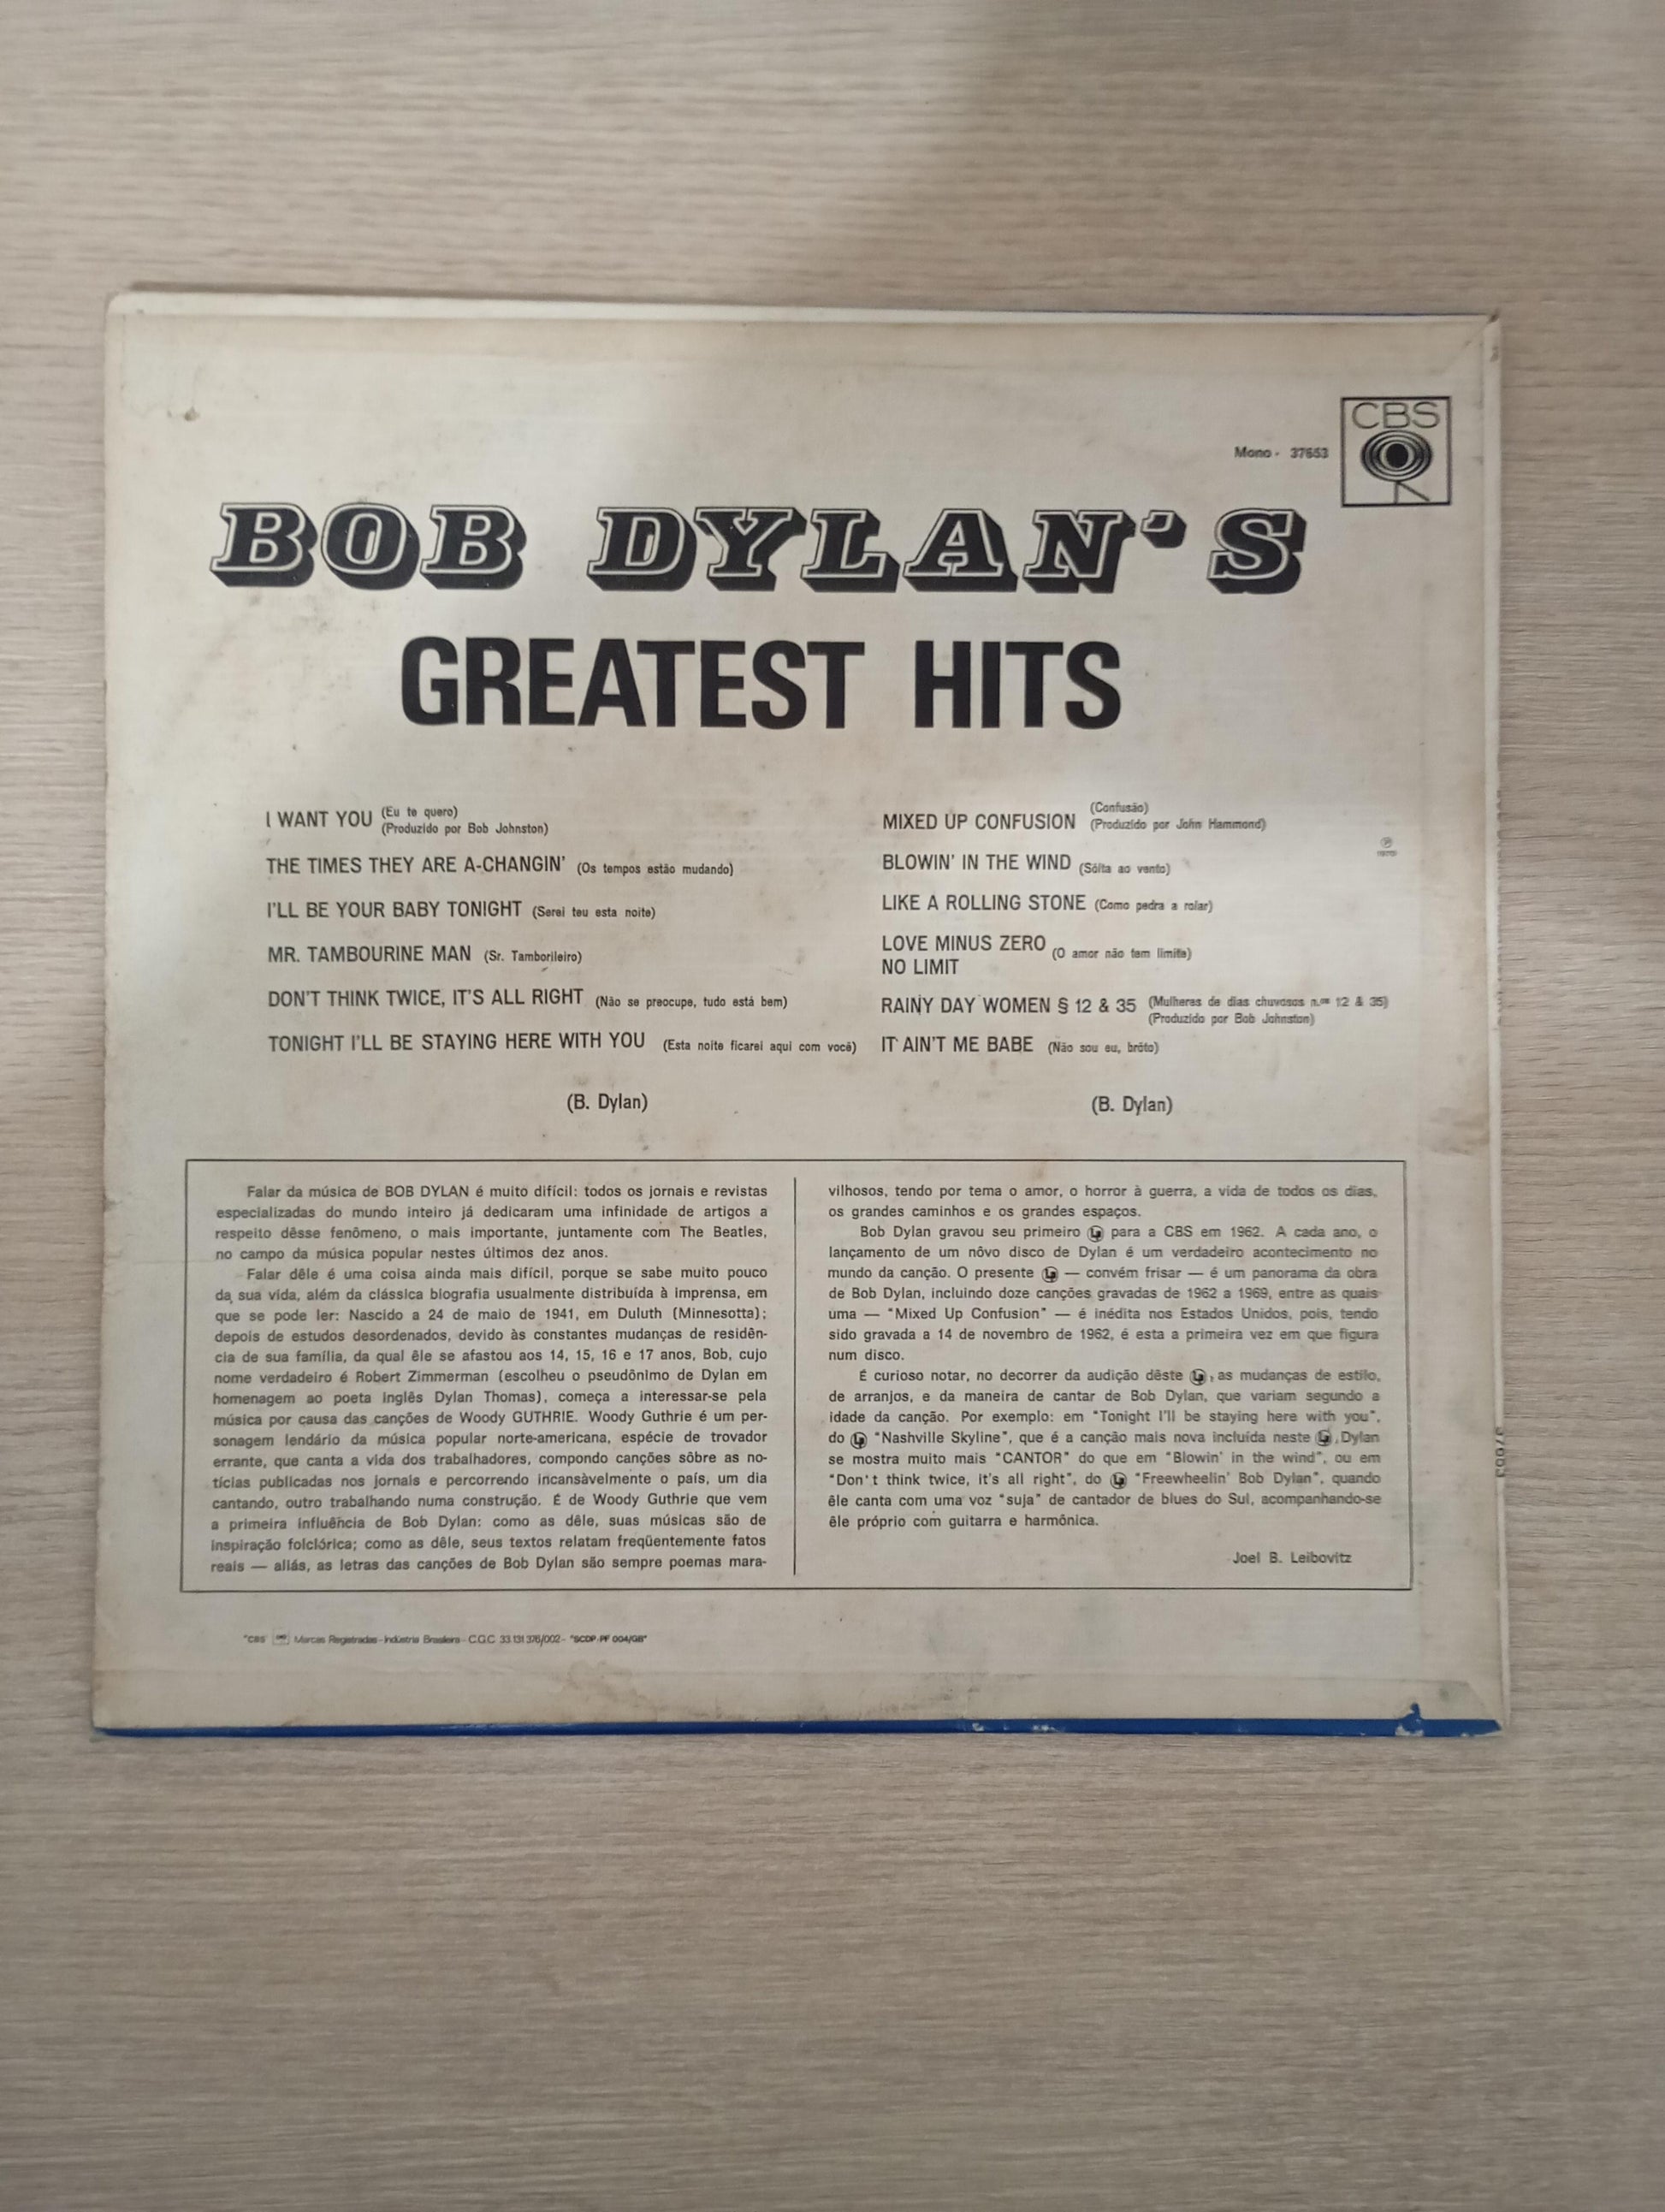 CBS
Mono - 37653
BOB DYLAN'S
GREATEST HITS
I WANT YOU (Eu te quero)
(Produzido por Bob Johnston)
THE TIMES THEY ARE A-CHANGIN' (Os tempos estão mudando)
I'LL BE YOUR BABY TONIGHT (Serei teu esta noite)
MR. TAMBOURINE MAN (Sr. Tamborileiro)
DON'T THINK TWICE, IT'S ALL RIGHT (Não se preocupe, tudo está bem)
TONIGHT I'LL BE STAYING HERE WITH YOU (Esta noite ficarei aqui com você)
(B. Dylan)
MIXED UP CONFUSION (Confusão)
(Produzido por John Hammond)
BLOWIN' IN THE WIND (Sôlta ao vento)
LIKE A ROLLING STONE (Como pedra a rolar)
LOVE MINUS ZERO (O amor não tem limite)
NO LIMIT
RAINY DAY WOMEN § 12 & 35 (Mulheres de dias chuvosos n.os 12 & 35)
(Produzido por Bob Johnston)
IT AIN'T ME BABE (Não sou eu, brôto)
(B. Dylan)
℗
Falar da música de BOB DYLAN é muito difícil: todos os jornais e revistas
especializadas do mundo inteiro já dedicaram uma infinidade de artigos a
respeito dêsse fenômeno, o mais importante, juntamente com The Beatles,
no campo da música popular nestes últimos dez anos.
Falar dêle é uma coisa ainda mais difícil, porque se sabe muito pouco
da sua vida, além da clássica biografia usualmente distribuída à imprensa, em
que se pode ler: Nascido a 24 de maio de 1941, em Duluth (Minnesotta);
depois de estudos desordenados, devido às constantes mudanças de residên-
cia de sua família, da qual êle se afastou aos 14, 15, 16 e 17 anos, Bob, cujo
nome verdadeiro é Robert Zimmerman (escolheu o pseudônimo de Dylan em
homenagem ao poeta inglês Dylan Thomas), começa a interessar-se pela
música por causa das canções de Woody GUTHRIE. Woody Guthrie é um per-
sonagem lendário da música popular norte-americana, espécie de trovador
errante, que canta a vida dos trabalhadores, compondo canções sôbre as no-
tícias publicadas nos jornais e percorrendo incansàvelmente o país, um dia
cantando, outro trabalhando numa construção. É de Woody Guthrie que vem
a primeira influência de Bob Dylan: como as dêle, suas músicas são de
inspiração folclórica; como as dêle, seus textos relatam freqüentemente fatos
reais — aliás, as letras das canções de Bob Dylan são sempre poemas mara-
vilhosos, tendo por tema o amor, o horror à guerra, a vida de todos os dias,
os grandes caminhos e os grandes espaços.
Bob Dylan gravou seu primeiro LP para a CBS em 1962. A cada ano, o
lançamento de um nôvo disco de Dylan é um verdadeiro acontecimento no
mundo da canção. O presente LP — convém frisar — é um panorama da obra
de Bob Dylan, incluindo doze canções gravadas de 1962 a 1969, entre as quais
uma — "Mixed Up Confusion" — é inédita nos Estados Unidos, pois, tendo
sido gravada a 14 de novembro de 1962, é esta a primeira vez em que figura
num disco.
É curioso notar, no decorrer da audição dêste LP, as mudanças de estilo,
de arranjos, e da maneira de cantar de Bob Dylan, que variam segundo a
idade da canção. Por exemplo: em "Tonight I'll be staying here with you",
do LP "Nashville Skyline", que é a canção mais nova incluída neste LP, Dylan
se mostra muito mais "CANTOR" do que em "Blowin' in the wind", ou em
"Don't think twice, it's all right", do LP "Freewheelin' Bob Dylan", quando
êle canta com uma voz "suja" de cantador de blues do Sul, acompanhando-se
êle próprio com guitarra e harmônica.
Joel B. Leibovitz
"CBS" Marcas Registradas - Indústria Brasileira - C.G.C. 33.131.376/002 - "SCDP-PF 004/GB"